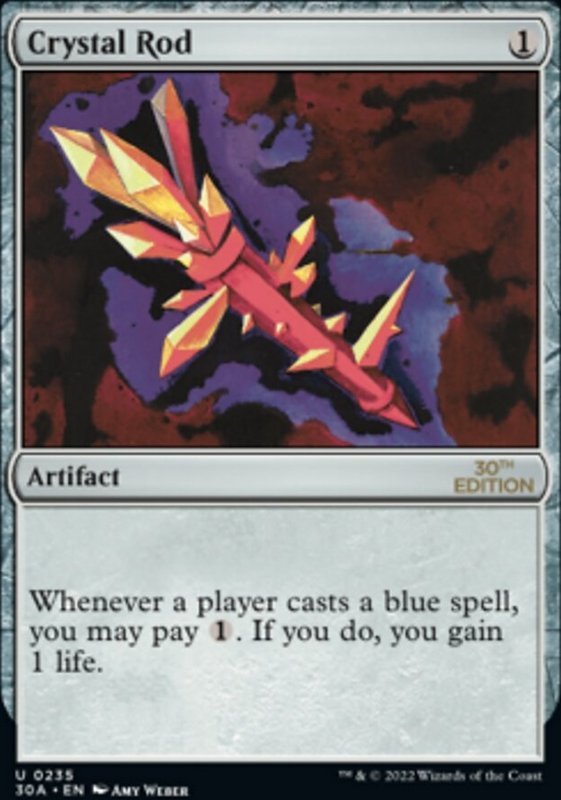 Crystal Rod 1
Artifact
30TH
EDITION
Whenever a player casts a blue spell,
you may pay 1. If you do, you gain
1 life.
U 0235
30A • EN Amy Weber
™ & © 2022 Wizards of the Coast